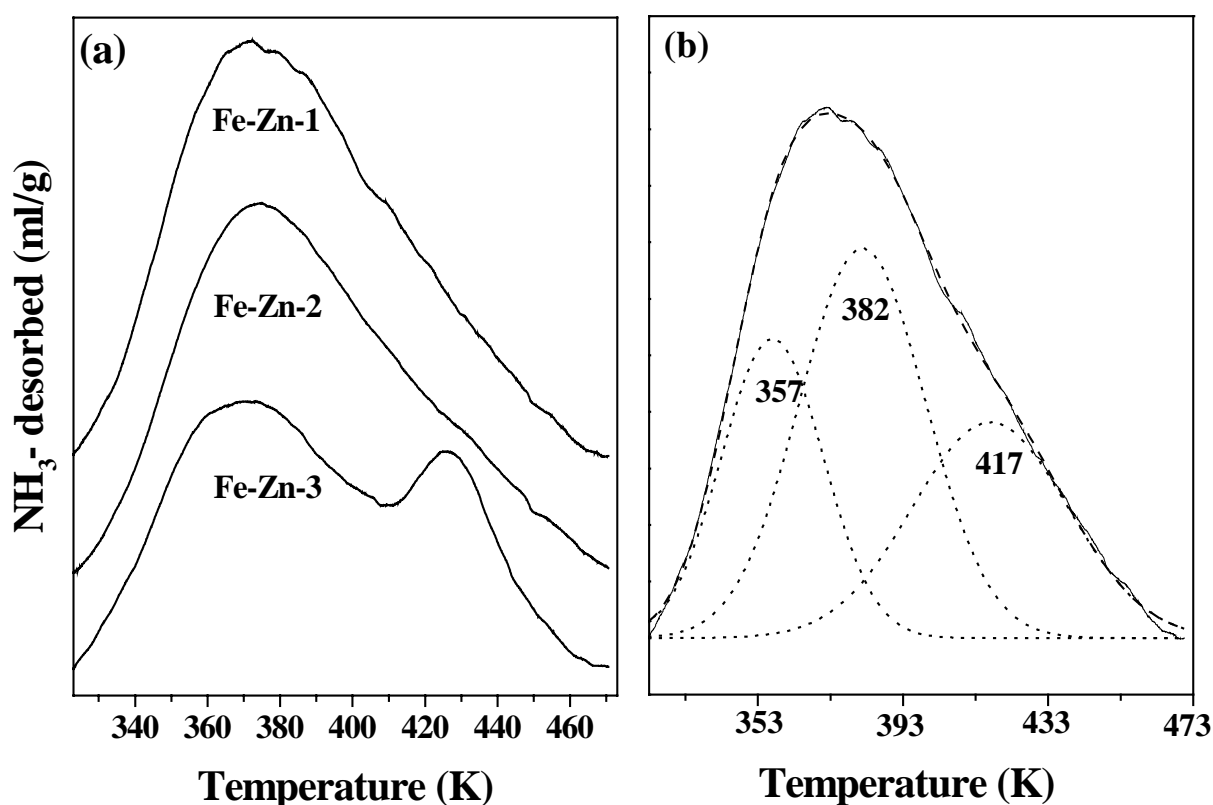 (a)
Fe-Zn-1
Fe-Zn-2
Fe-Zn-3
NH₃- desorbed (ml/g)
340 360 380 400 420 440 460
Temperature (K)
(b)
357
382
417
353 393 433 473
Temperature (K)